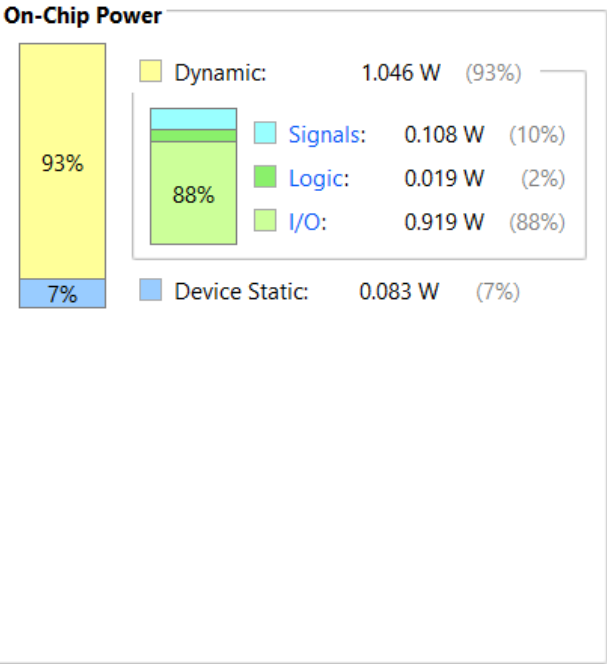 On-Chip Power
Dynamic: 1.046 W (93%)
93%
Signals: 0.108 W (10%)
Logic: 0.019 W (2%)
88%
I/O: 0.919 W (88%)
7%
Device Static: 0.083 W (7%)